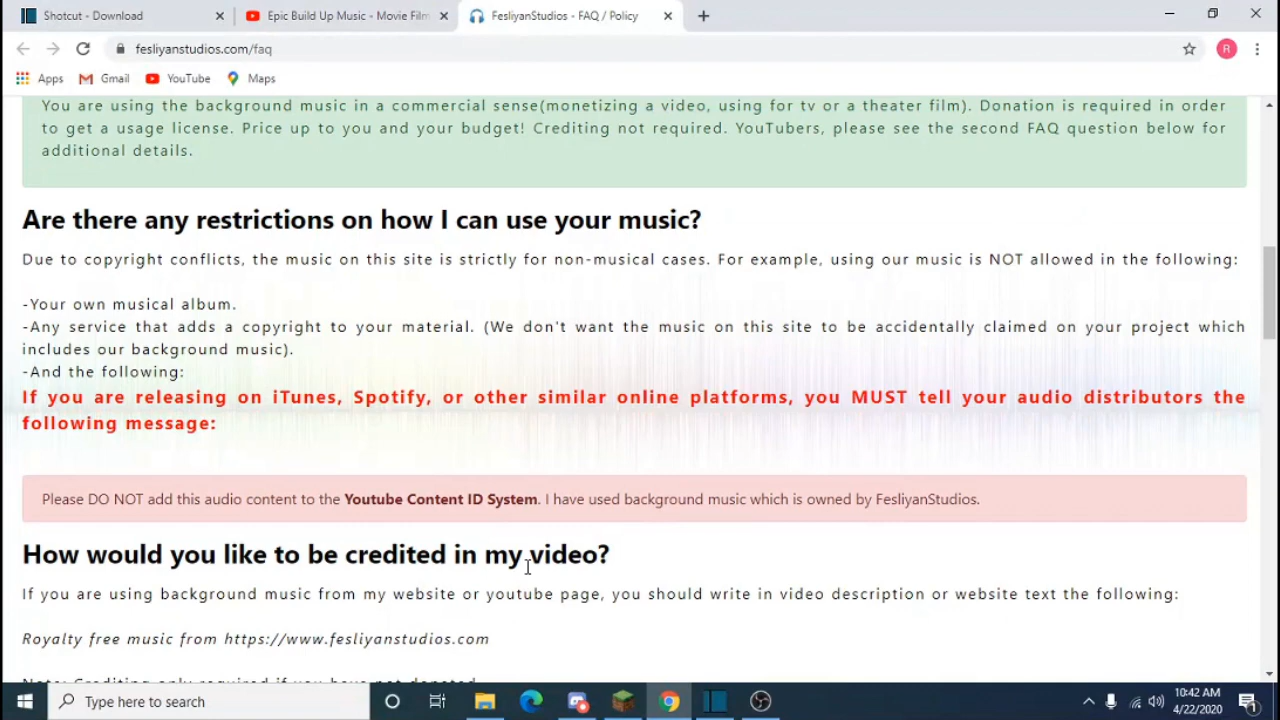 Shotcut - Download
Epic Build Up Music - Movie Film
FesliyanStudios - FAQ / Policy
fesliyanstudios.com/faq
R
Apps Gmail YouTube Maps
You are using the background music in a commercial sense(monetizing a video, using for tv or a theater film). Donation is required in order
to get a usage license. Price up to you and your budget! Crediting not required. YouTubers, please see the second FAQ question below for
additional details.
Are there any restrictions on how I can use your music?
Due to copyright conflicts, the music on this site is strictly for non-musical cases. For example, using our music is NOT allowed in the following:
-Your own musical album.
-Any service that adds a copyright to your material. (We don't want the music on this site to be accidentally claimed on your project which
includes our background music).
-And the following:
If you are releasing on iTunes, Spotify, or other similar online platforms, you MUST tell your audio distributors the
following message:
Please DO NOT add this audio content to the Youtube Content ID System. I have used background music which is owned by FesliyanStudios.
How would you like to be credited in my video?
If you are using background music from my website or youtube page, you should write in video description or website text the following:
Royalty free music from https://www.fesliyanstudios.com
Note: Crediting only required if you have not donated
Type here to search
10:42 AM
4/22/2020
1